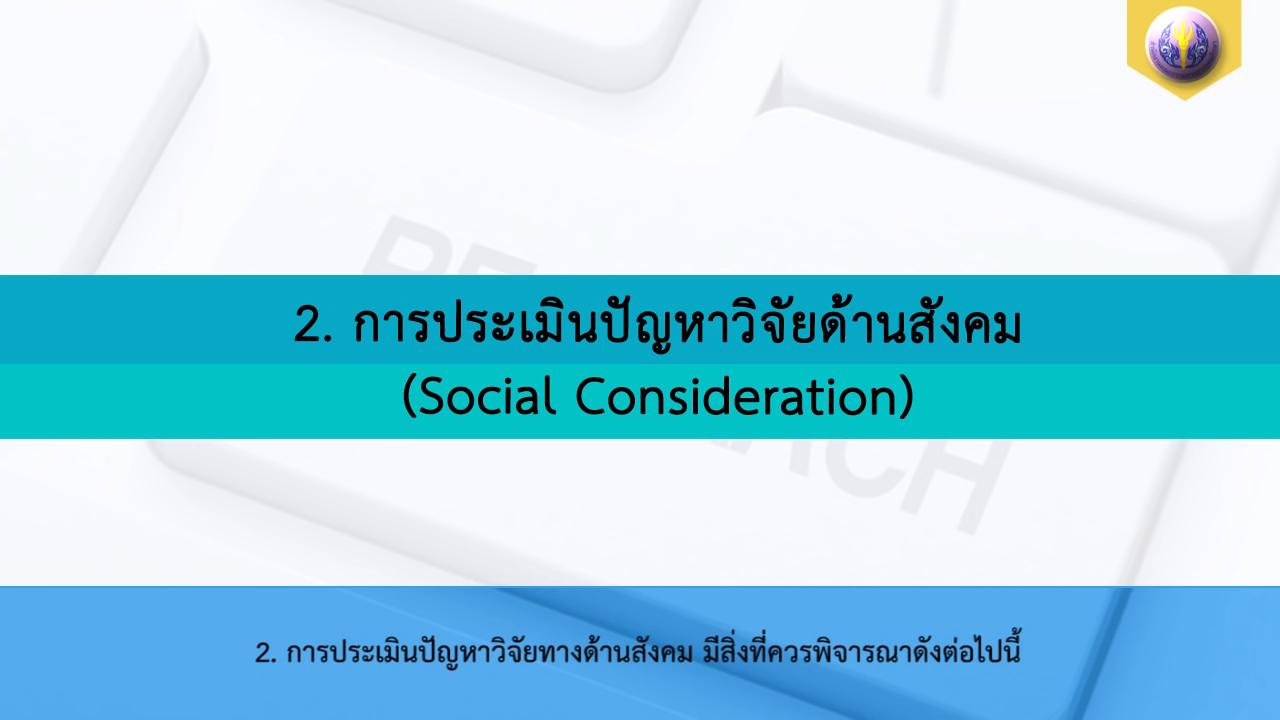 2. การประเมินปัญหาวิจัยด้านสังคม
(Social Consideration)
2. การประเมินปัญหาวิจัยทางด้านสังคม มีสิ่งที่ควรพิจารณาดังต่อไปนี้